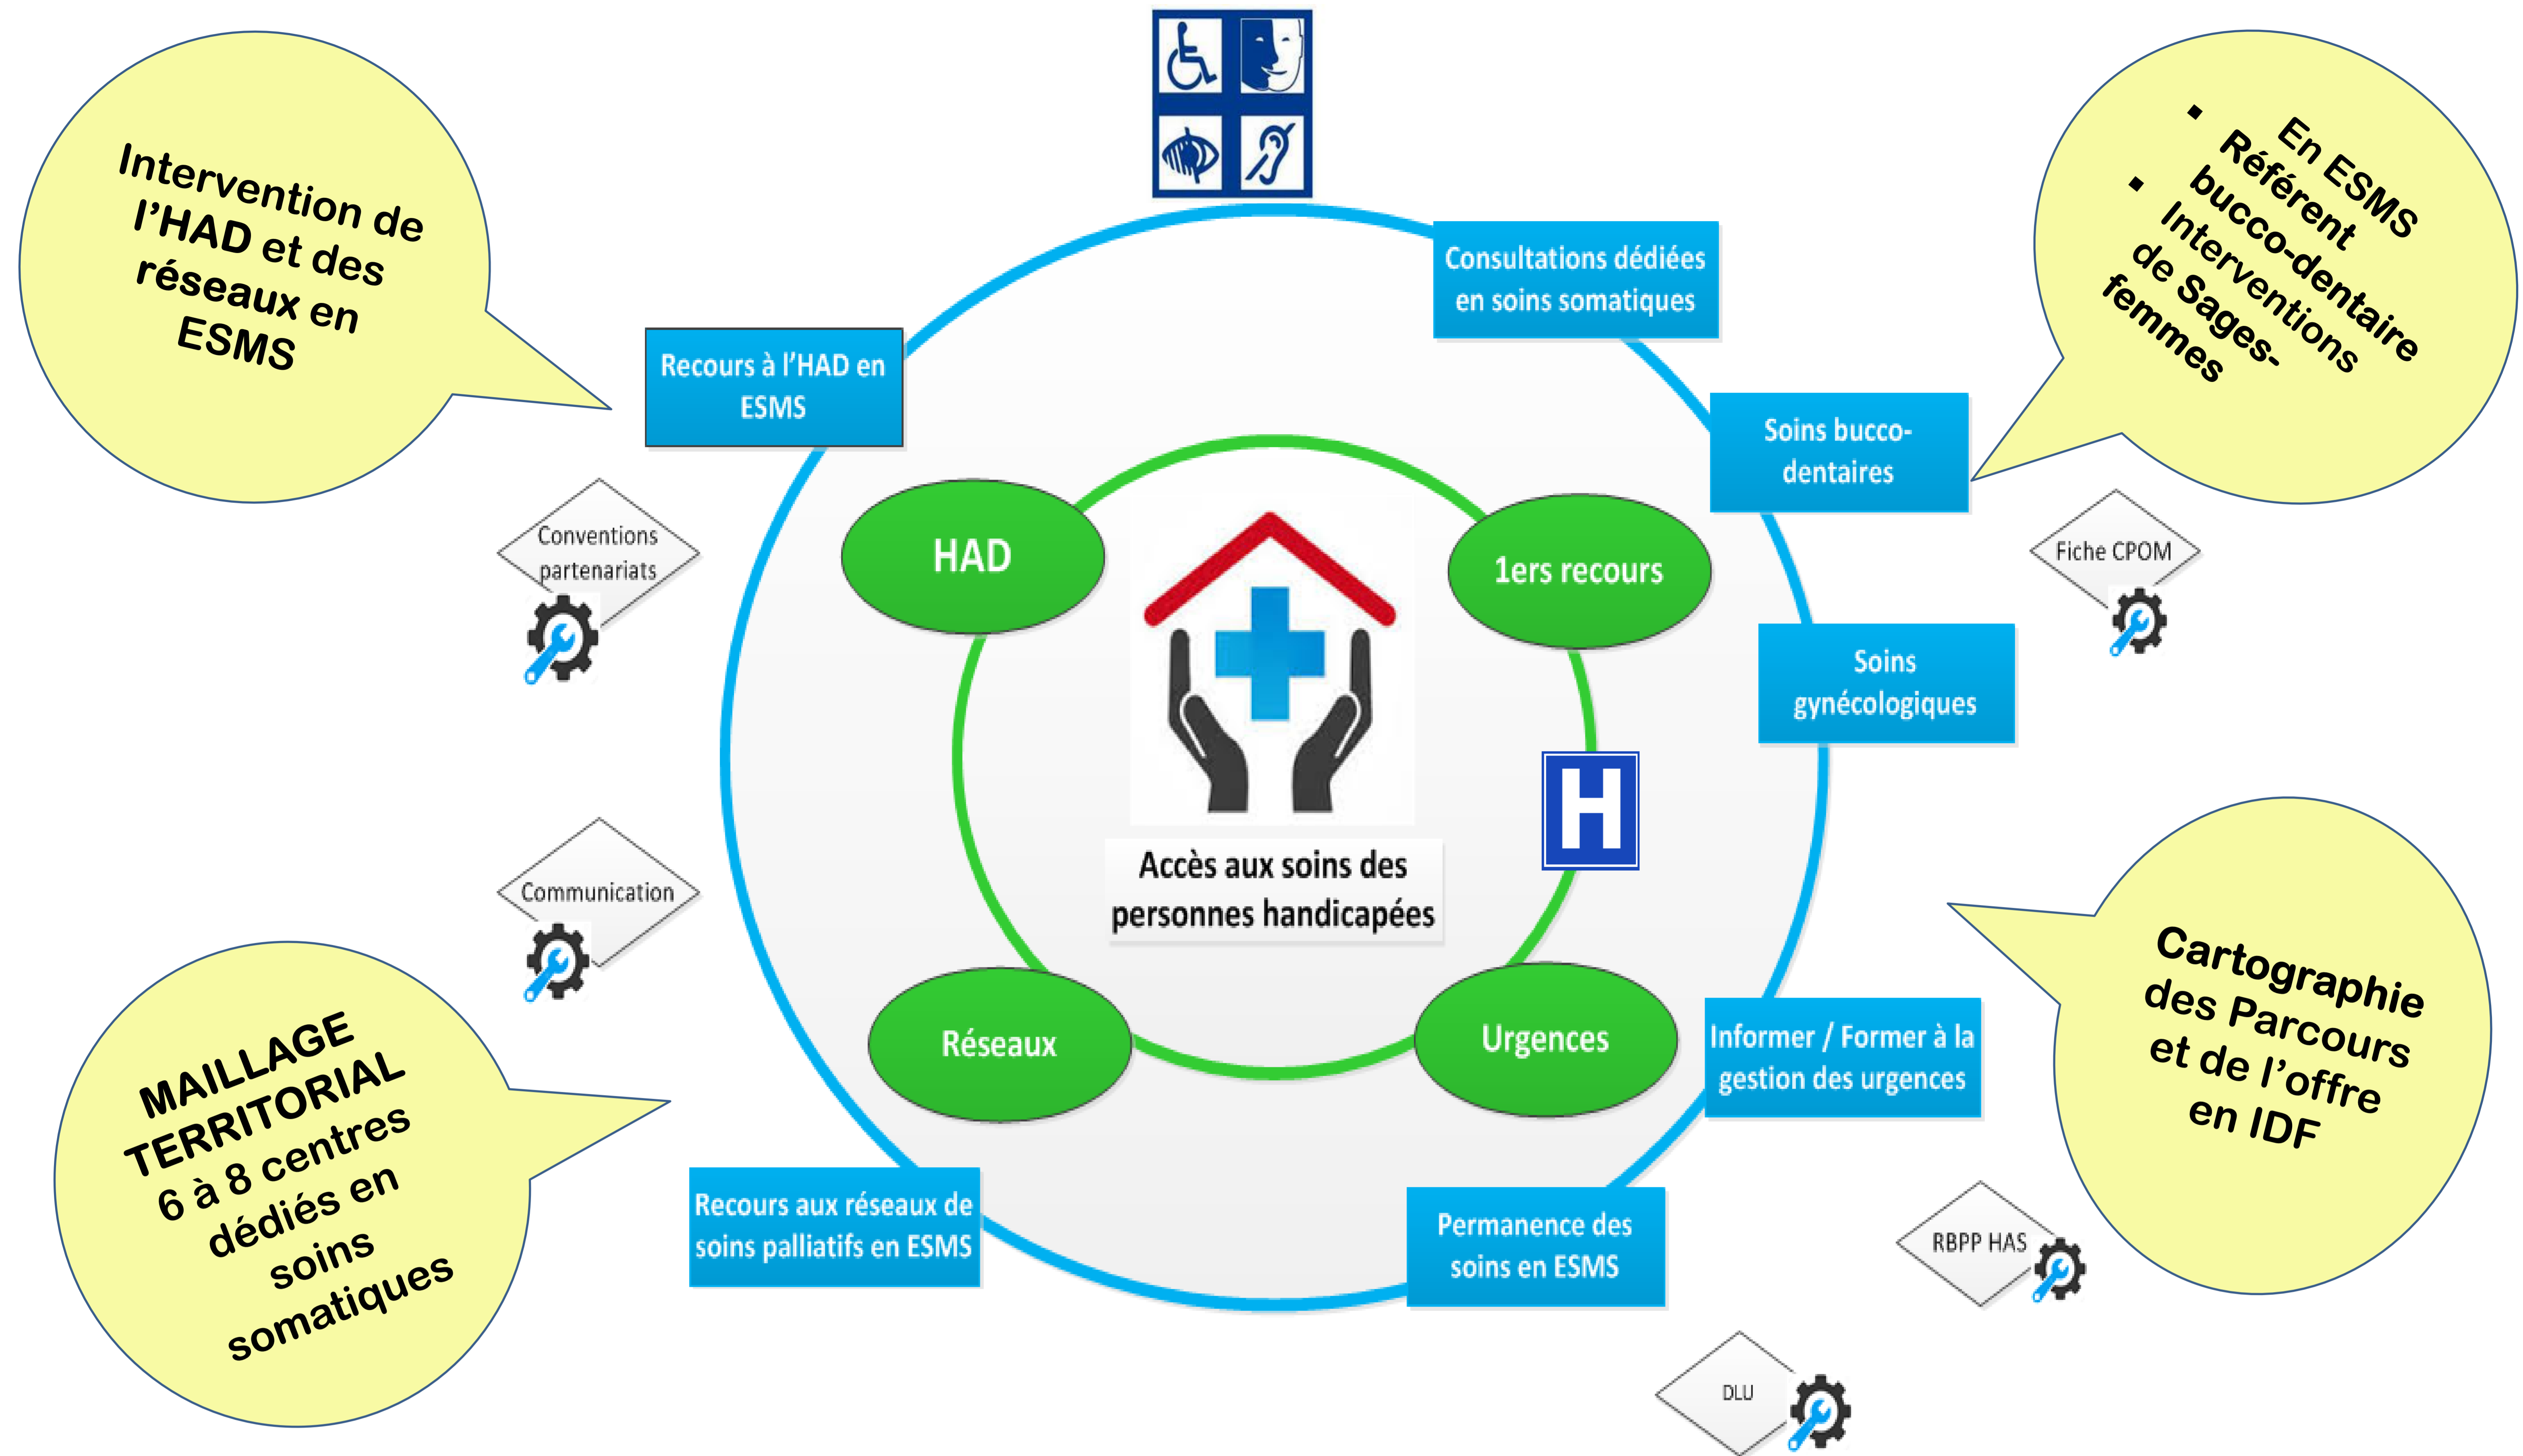 Intervention de
l’HAD et des
réseaux en
ESMS
▪ En ESMS
▪ Référent
bucco-dentaire
▪ Interventions
de Sages-
femmes
Consultations dédiées
en soins somatiques
Recours à l’HAD en
ESMS
Soins bucco-
dentaires
Conventions
partenariats
HAD
1ers recours
Fiche CPOM
Soins
gynécologiques
H
Accès aux soins des
personnes handicapées
Communication
Cartographie
des Parcours
et de l’offre
en IDF
MAILLAGE
TERRITORIAL
6 à 8 centres
dédiés en
soins
somatiques
Réseaux
Urgences
Informer / Former à la
gestion des urgences
Recours aux réseaux de
soins palliatifs en ESMS
Permanence des
soins en ESMS
RBPP HAS
DLU